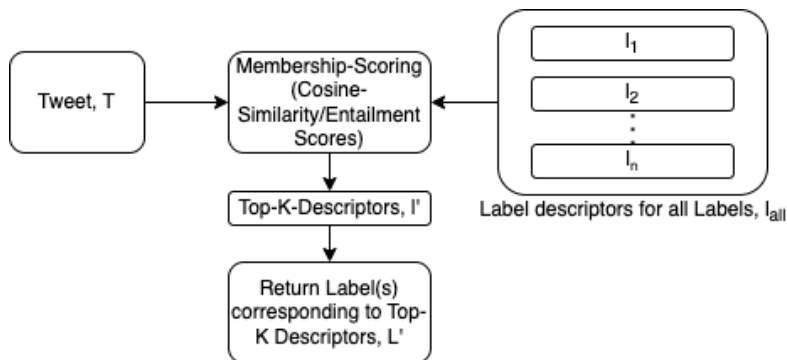 Tweet, T
Membership-Scoring
(Cosine-
Similarity/Entailment
Scores)
l1
l2
ln
Label descriptors for all Labels, lall
Top-K-Descriptors, l'
Return Label(s)
corresponding to Top-
K Descriptors, L'